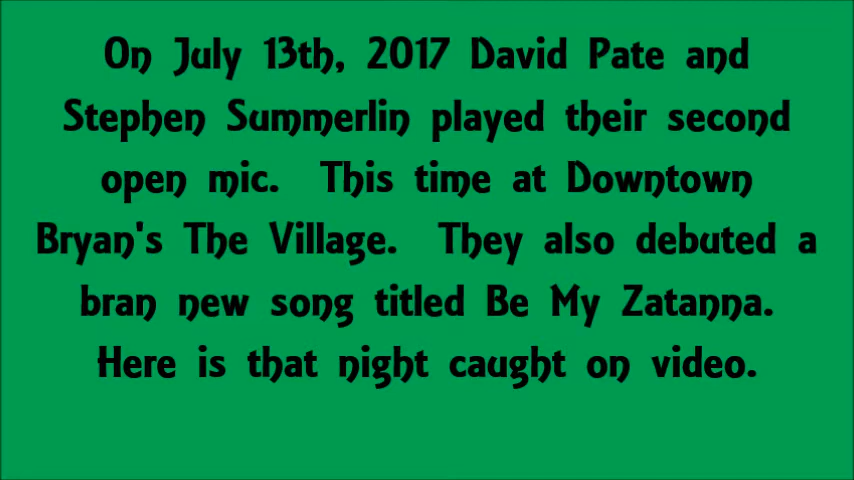 On July 13th, 2017 David Pate and
Stephen Summerlin played their second
open mic. This time at Downtown
Bryan's The Village. They also debuted a
bran new song titled Be My Zatanna.
Here is that night caught on video.